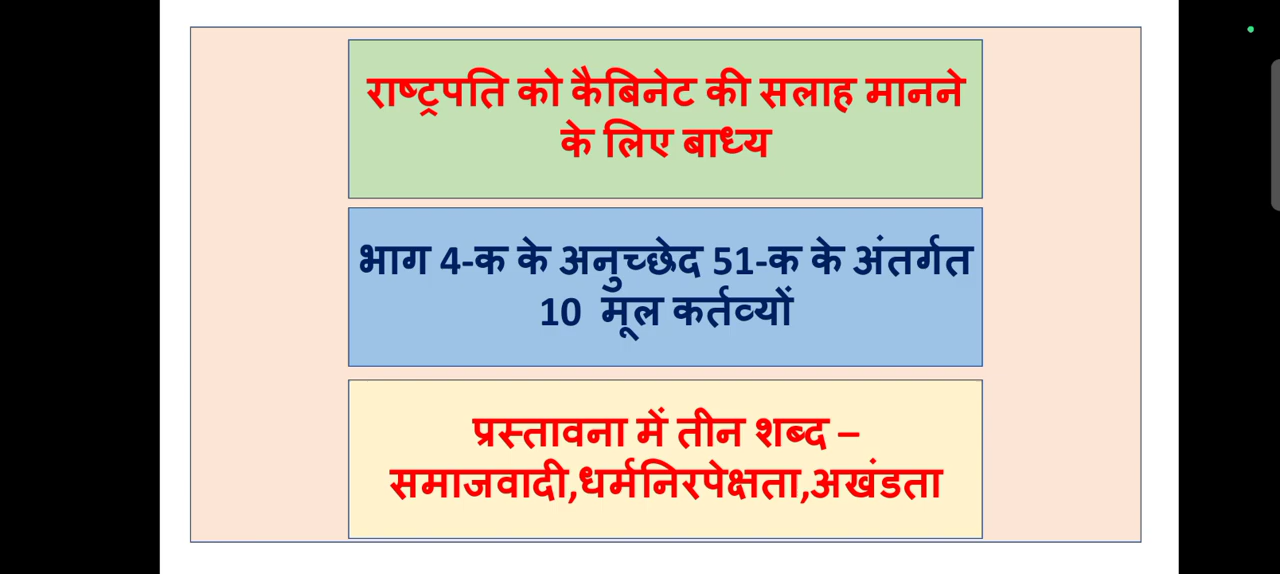 राष्ट्रपति को कैबिनेट की सलाह मानने
के लिए बाध्य
भाग 4-क के अनुच्छेद 51-क के अंतर्गत
10 मूल कर्तव्यों
प्रस्तावना में तीन शब्द –
समाजवादी,धर्मनिरपेक्षता,अखंडता